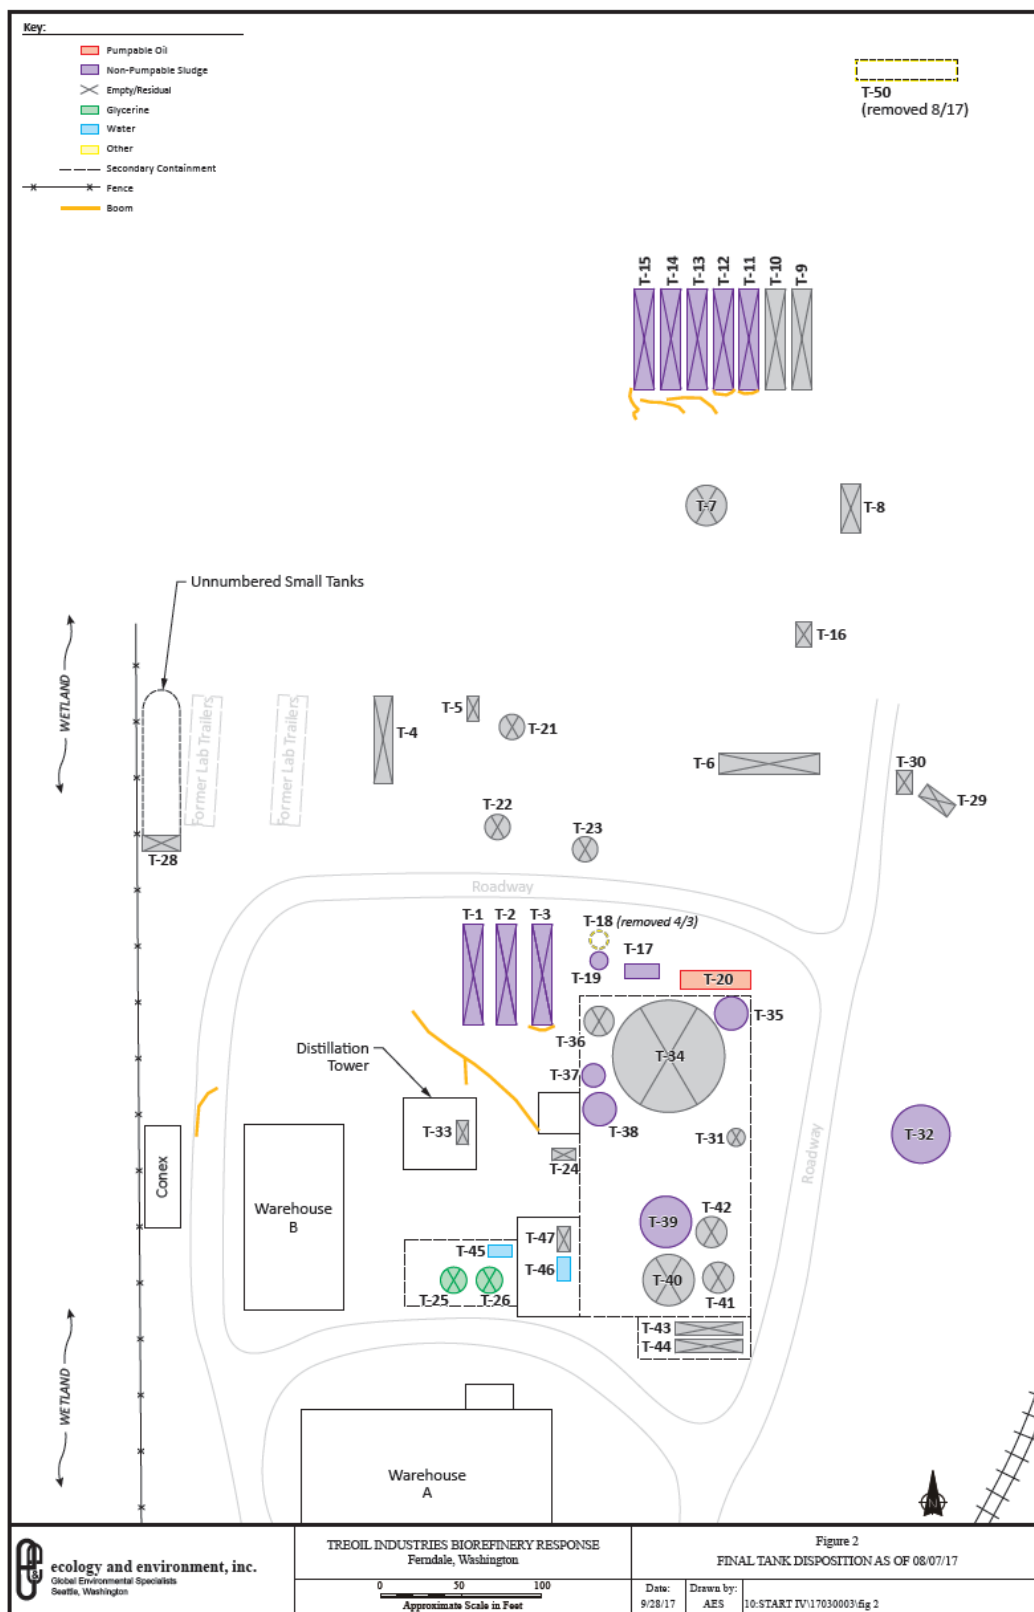 Key:
Pumpable Oil
Non-Pumpable Sludge
Empty/Residual
Glycerine
Water
Other
Secondary Containment
Fence
Boom
T-50
(removed 8/17)
T-15
T-14
T-13
T-12
T-11
T-10
T-9
T-7
T-8
Unnumbered Small Tanks
T-16
WETLAND
Former Lab Trailers
Former Lab Trailers
T-4
T-5
T-21
T-6
T-30
T-29
T-22
T-23
T-28
Roadway
T-1
T-2
T-3
T-18 (removed 4/3)
T-17
T-19
T-20
T-35
T-36
T-34
Distillation
Tower
T-37
T-38
T-33
T-31
T-32
T-24
Roadway
Conex
Warehouse
B
T-39
T-42
T-47
T-45
T-46
T-40
T-25
T-26
T-41
T-43
T-44
WETLAND
Warehouse
A
N
ecology and environment, inc.
Global Environmental Specialists
Seattle, Washington
TREOIL INDUSTRIES BIOREFINERY RESPONSE
Ferndale, Washington
0 50 100
Approximate Scale in Feet
Figure 2
FINAL TANK DISPOSITION AS OF 08/07/17
Date:
9/28/17
Drawn by:
AES
10:START IV\17030003\fig 2